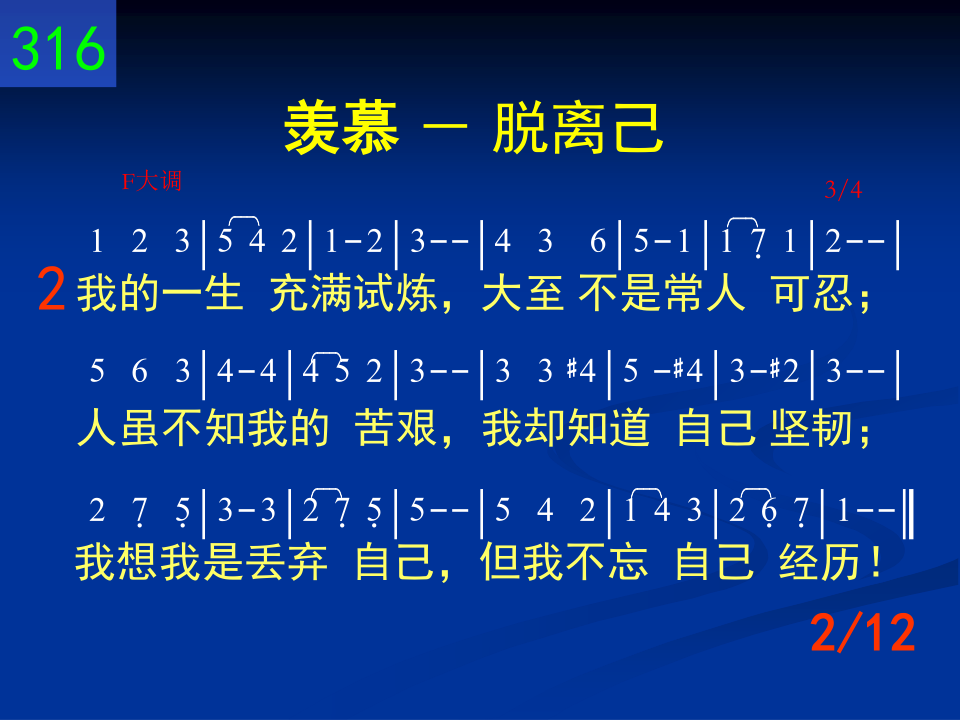 316
羡慕 － 脱离己
F大调 3/4
1 2 3|5 4 2|1-2|3--|4 3 6|5-1|1 7̣ 1|2--|
2 我的一生 充满试炼，大至 不是常人 可忍；
5 6 3|4-4|4 5 2|3--|3 3 #4|5 -#4|3-#2|3--|
人虽不知我的 苦艰，我却知道 自己 坚韧；
2 7̣ 5̣|3-3|2 7̣ 5̣|5--|5 4 2|1 4 3|2 6̣ 7̣|1--‖
我想我是丢弃 自己，但我不忘 自己 经历！
2/12